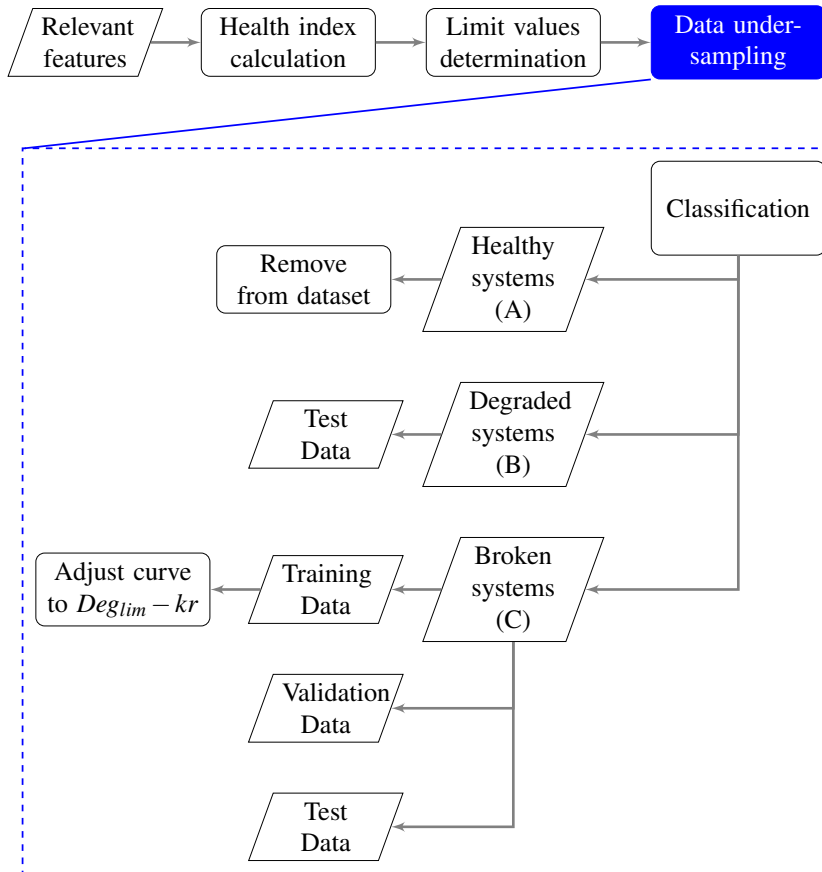 Relevant
features
Health index
calculation
Limit values
determination
Data under-
sampling
Classification
Healthy
systems
(A)
Remove
from dataset
Degraded
systems
(B)
Test
Data
Broken
systems
(C)
Training
Data
Adjust curve
to Deg_lim − kr
Validation
Data
Test
Data